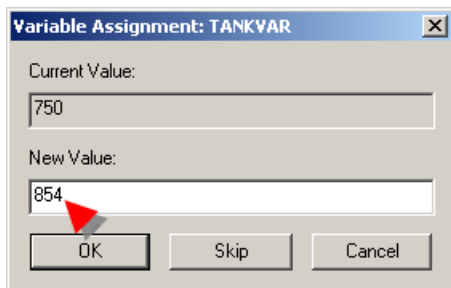 Variable Assignment: TANKVAR
Current Value:
750
New Value:
854
OK Skip Cancel